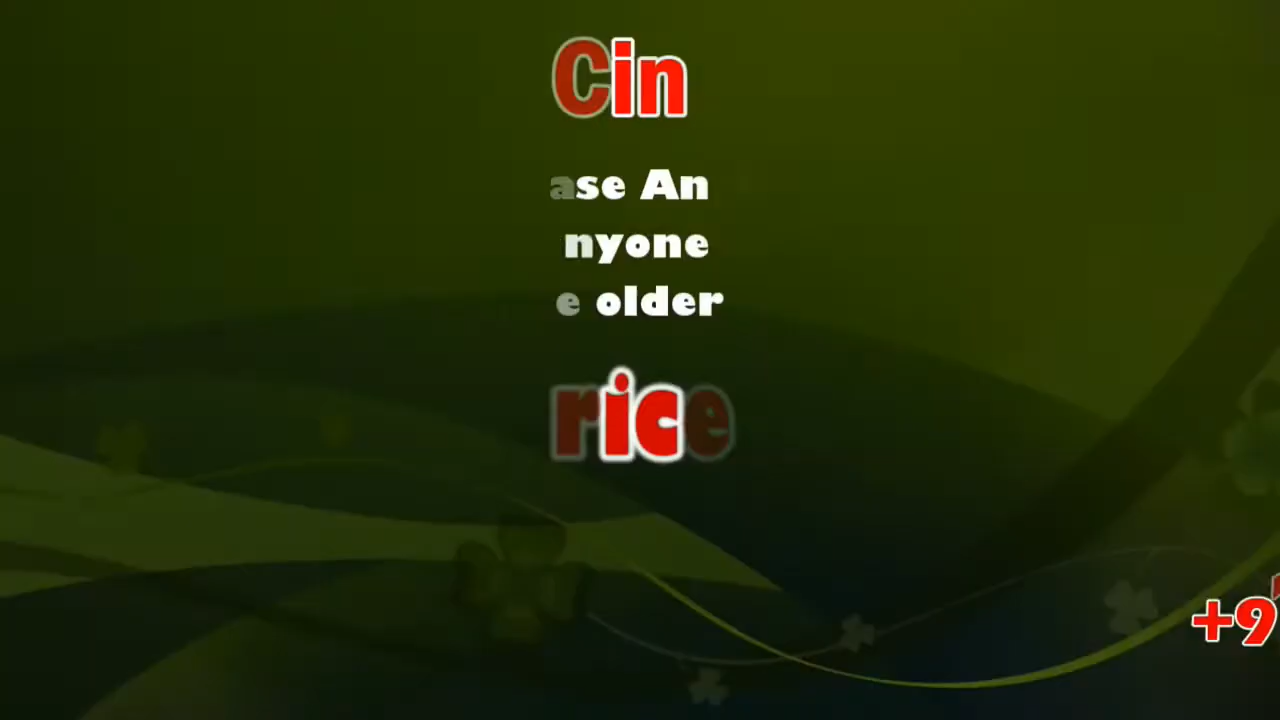 Cin
ase An
nyone
e older
rice
+9